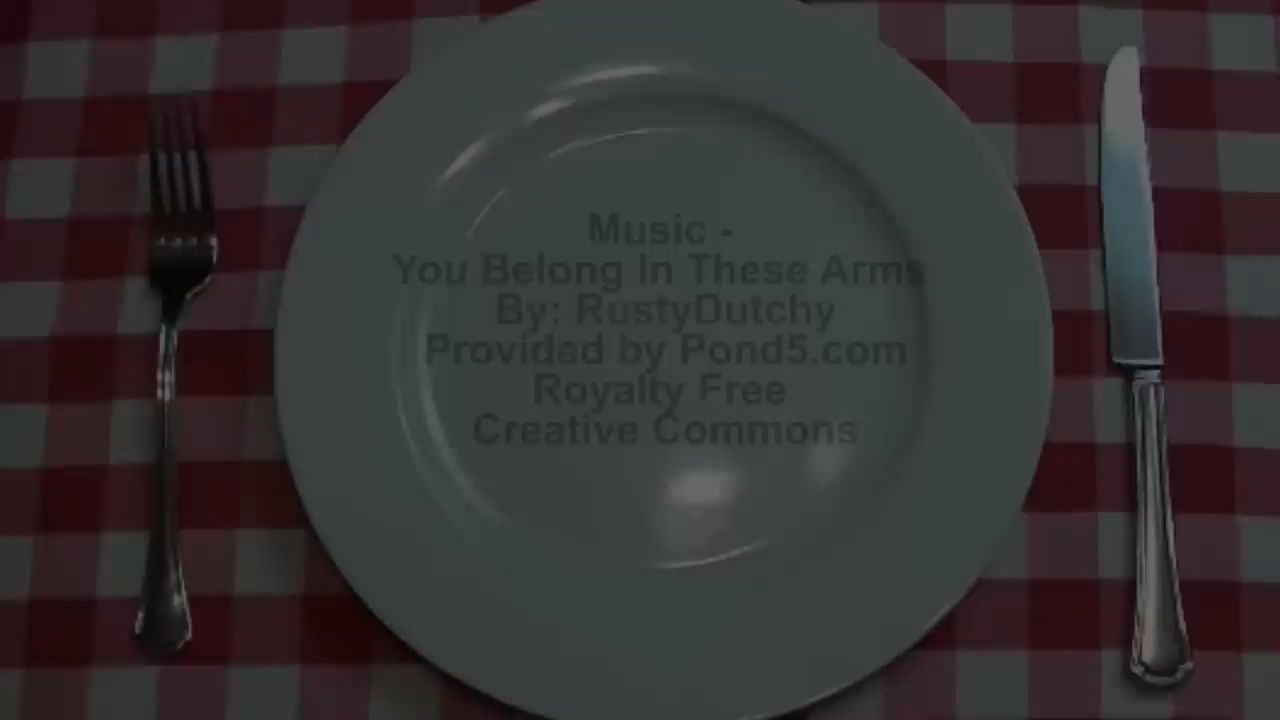 Music -
You Belong In These Arms
By: RustyDutchy
Provided by Pond5.com
Royalty Free
Creative Commons